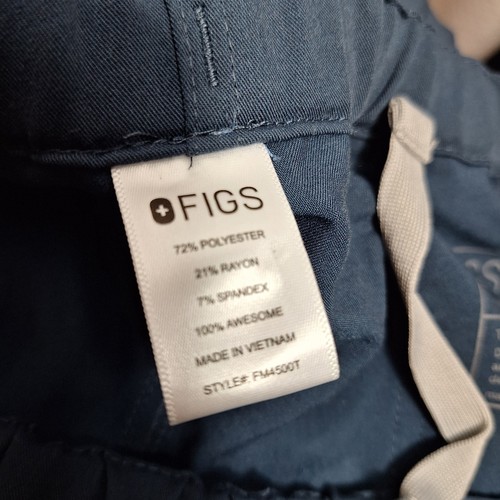 FIGS
72% POLYESTER
21% RAYON
7% SPANDEX
100% AWESOME
MADE IN VIETNAM
STYLE#: FM4500T